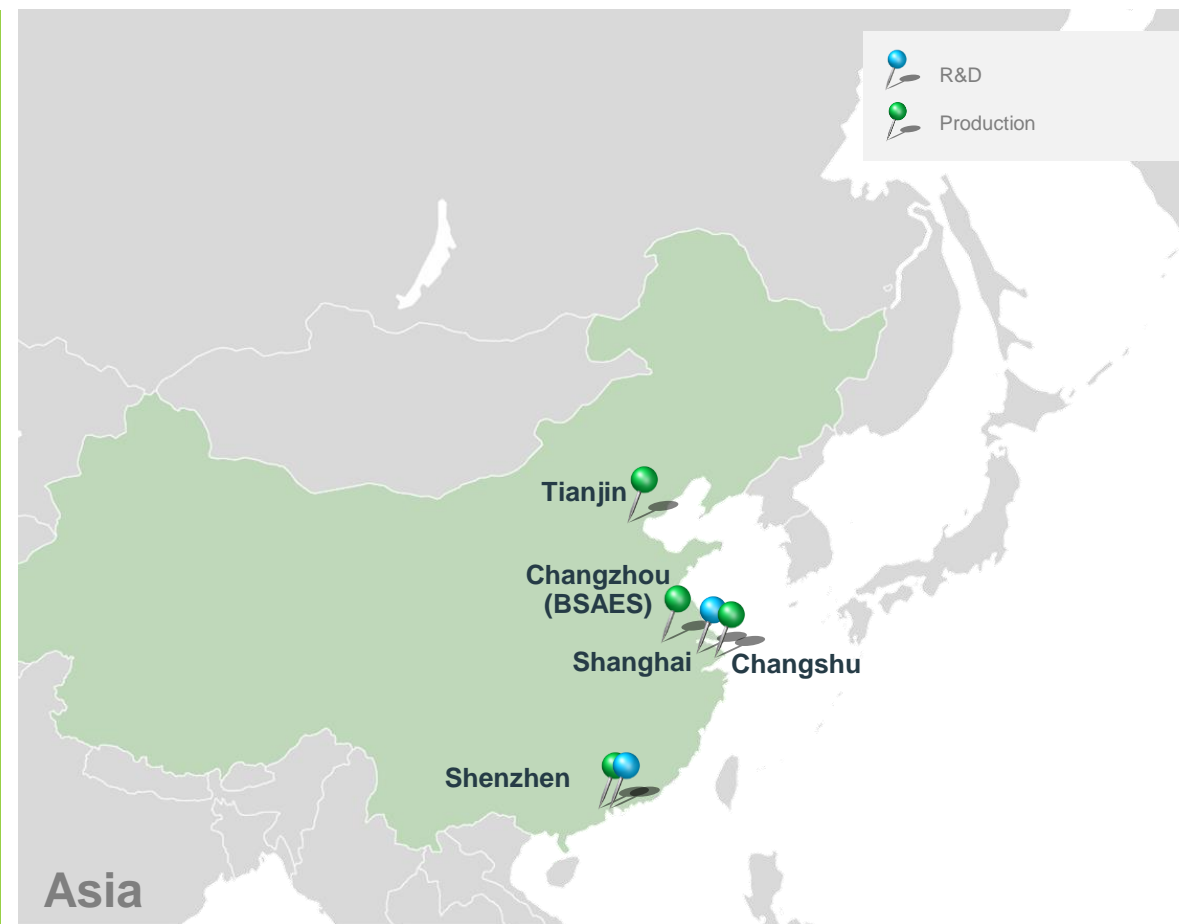 R&D
Production
Tianjin
Changzhou
(BSAES)
Shanghai
Changshu
Shenzhen
Asia